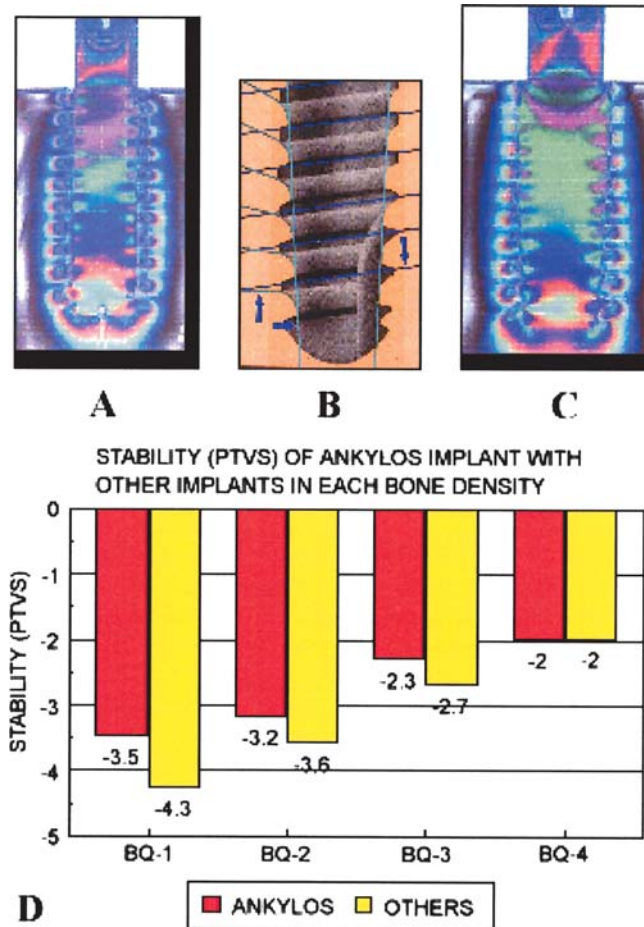 A
B
C
STABILITY (PTVS) OF ANKYLOS IMPLANT WITH
OTHER IMPLANTS IN EACH BONE DENSITY
STABILITY (PTVS)
0
-1
-2
-3
-4
-5
-3.5
-4.3
-3.2
-3.6
-2.3
-2.7
-2
-2
BQ-1 BQ-2 BQ-3 BQ-4
D
ANKYLOS OTHERS